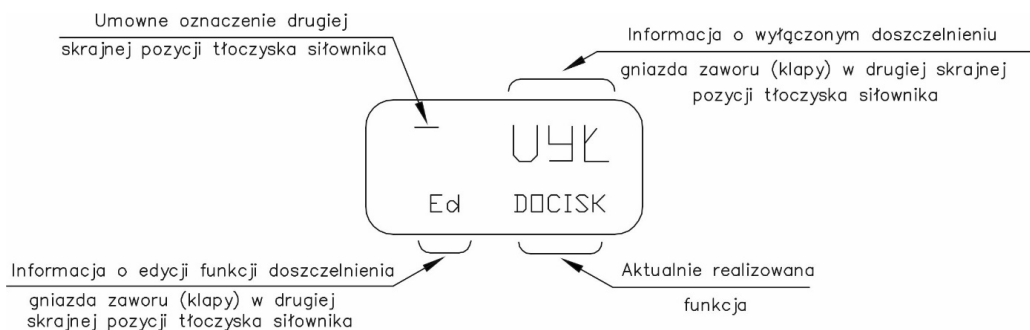 Umowne oznaczenie drugiej
skrajnej pozycji tłoczyska siłownika
Informacja o wyłączonym doszczelnieniu
gniazda zaworu (klapy) w drugiej skrajnej
pozycji tłoczyska siłownika
WYŁ
Ed DOCISK
Informacja o edycji funkcji doszczelnienia
gniazda zaworu (klapy) w drugiej
skrajnej pozycji tłoczyska siłownika
Aktualnie realizowana
funkcja